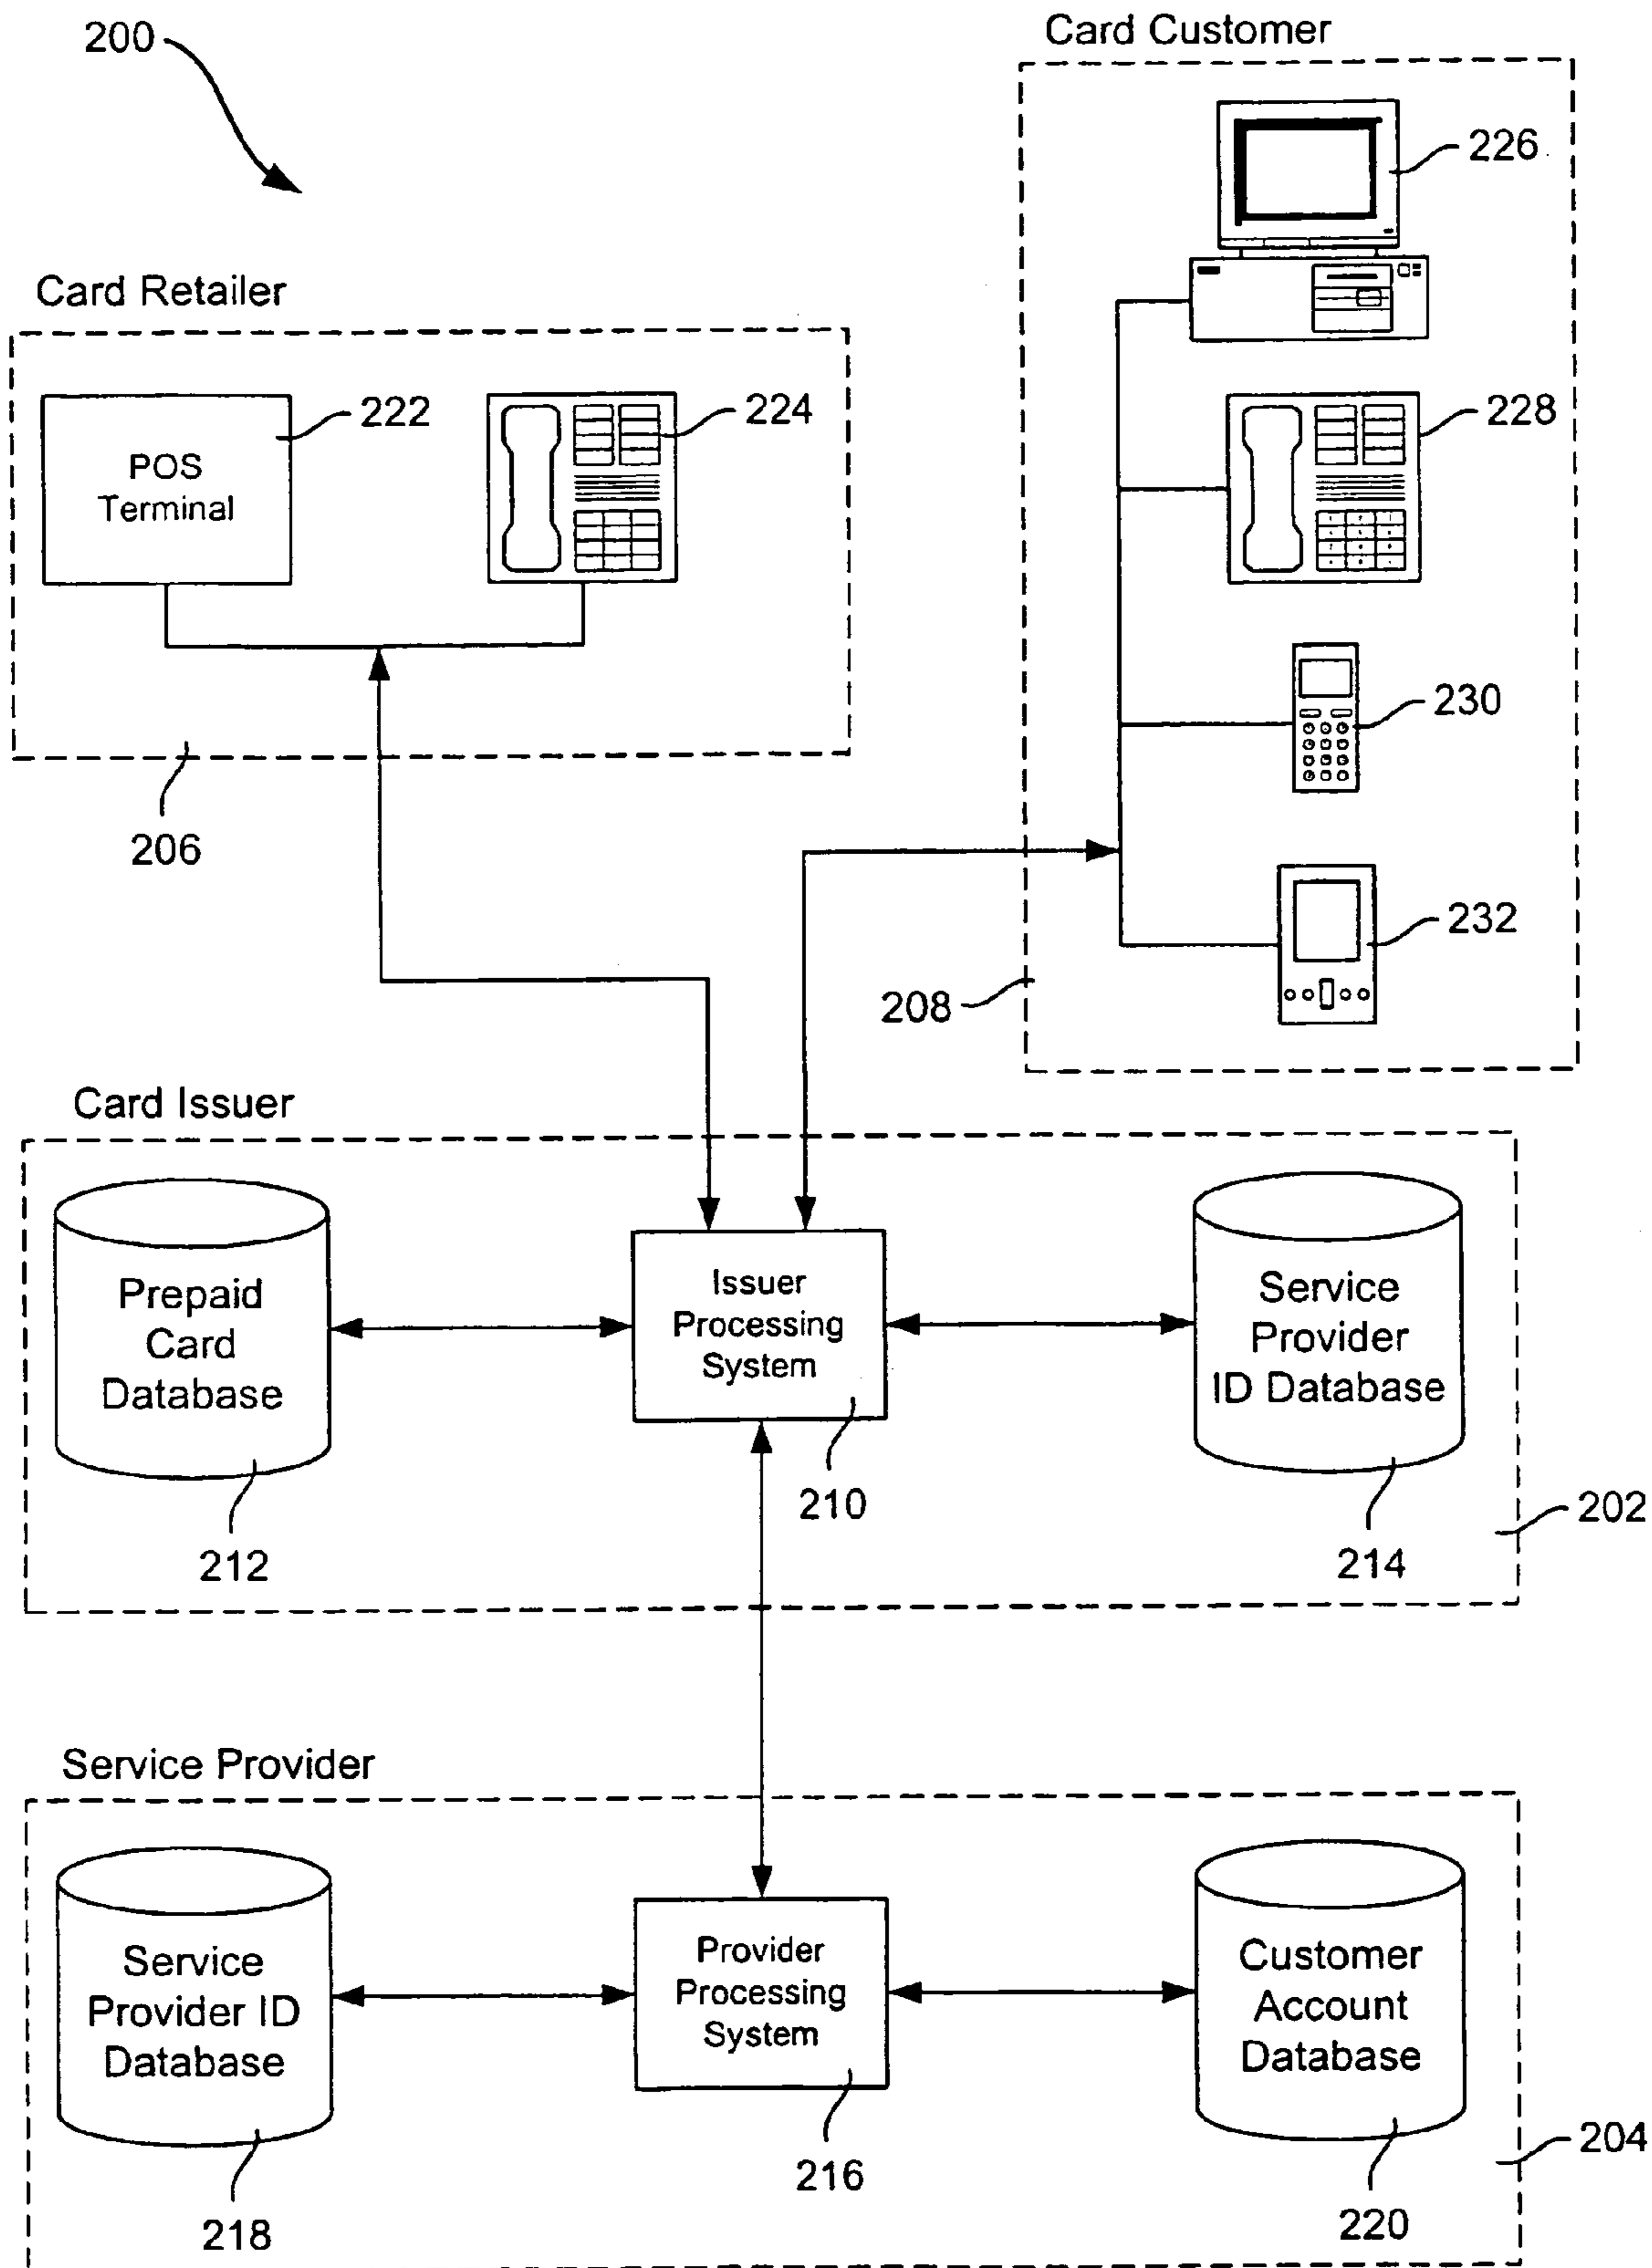 200
Card Customer
226
Card Retailer
222
224
POS
Terminal
228
230
206
232
208
Card Issuer
Prepaid
Card
Database
Issuer
Processing
System
Service
Provider
ID Database
210
202
212
214
Service Provider
Service
Provider ID
Database
Provider
Processing
System
Customer
Account
Database
204
216
218
220